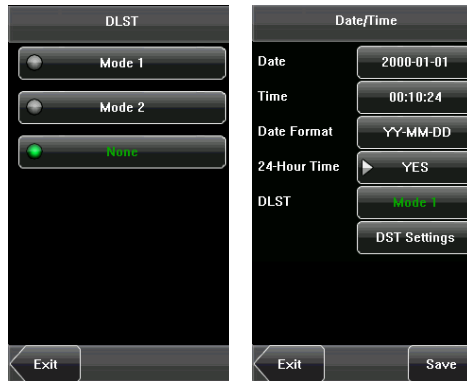 DLST
Mode 1
Mode 2
None
Exit
Date/Time
Date 2000-01-01
Time 00:10:24
Date Format YY-MM-DD
24-Hour Time YES
DLST Mode 1
DST Settings
Exit Save